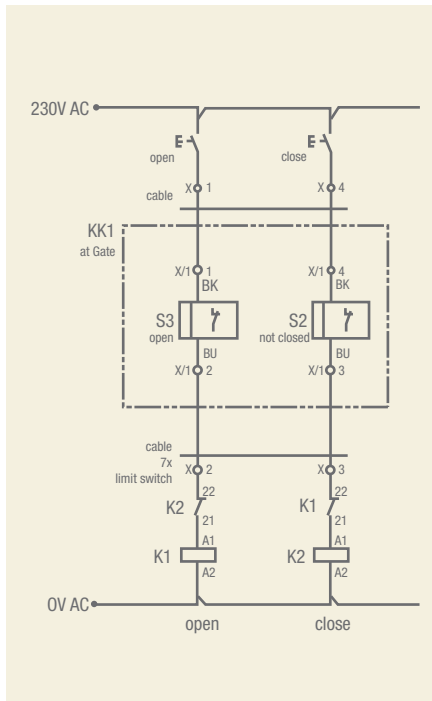 230V AC
E
open
E
close
X 1
X 4
cable
KK1
at Gate
X/1 1
BK
X/1 4
BK
S3
open
S2
not closed
BU
X/1 2
BU
X/1 3
cable
7x
limit switch
X 2
X 3
22
K2
21
22
K1
21
A1
K1
A2
A1
K2
A2
0V AC
open
close